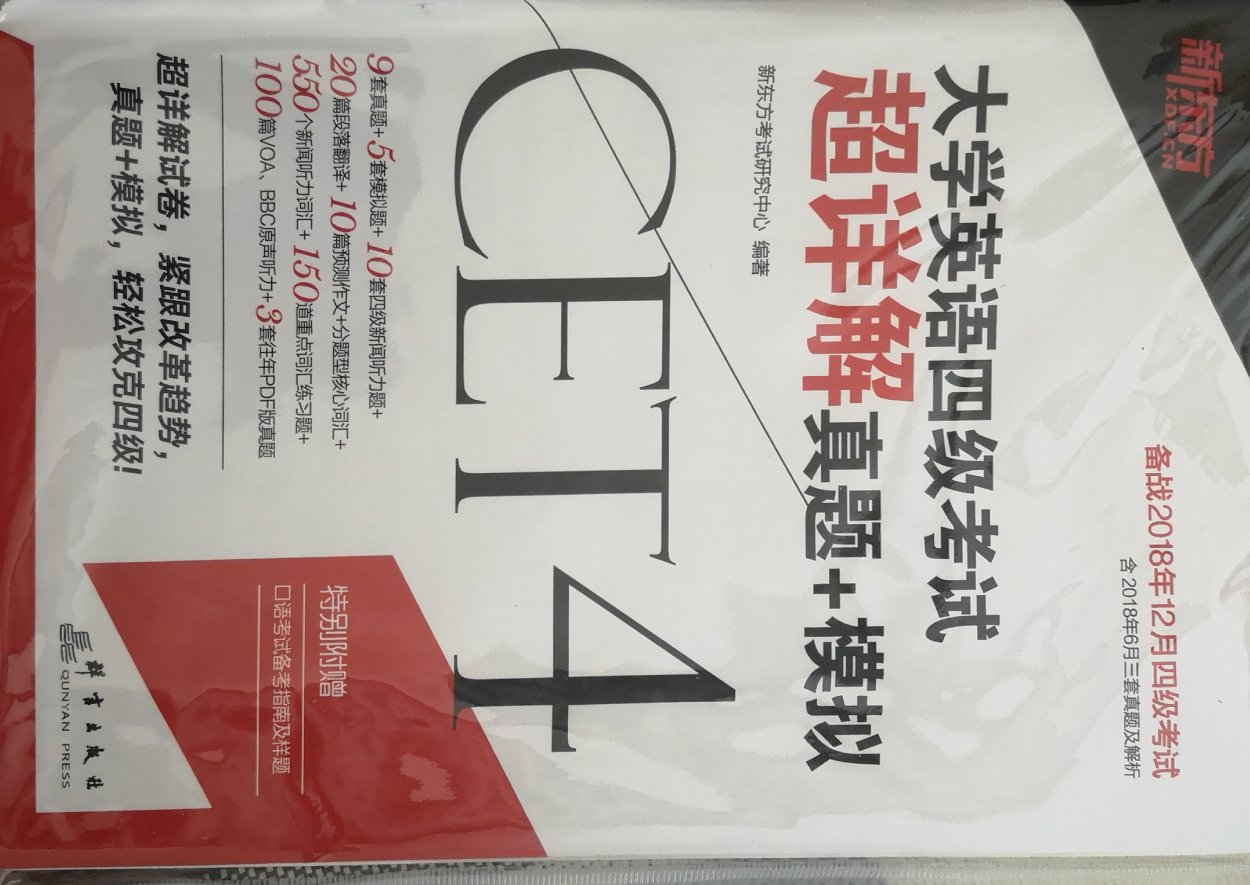 新东方
XDF.CN
备战2018年12月四级考试
含 2018年6月三套真题及解析
大学英语四级考试
超详解真题+模拟
新东方考试研究中心 编著
CET4
9套真题+5套模拟题+10套四级新闻听力题+
20篇段落翻译+10篇预测作文+分题型核心词汇+
550个新闻听力词汇+150道重点词汇练习题+
100篇VOA、BBC原声听力+3套往年PDF版真题
超详解试卷,紧跟改革趋势,
真题+模拟,轻松攻克四级!
特别附赠
口语考试备考指南及样题
群言出版社
QUNYAN PRESS